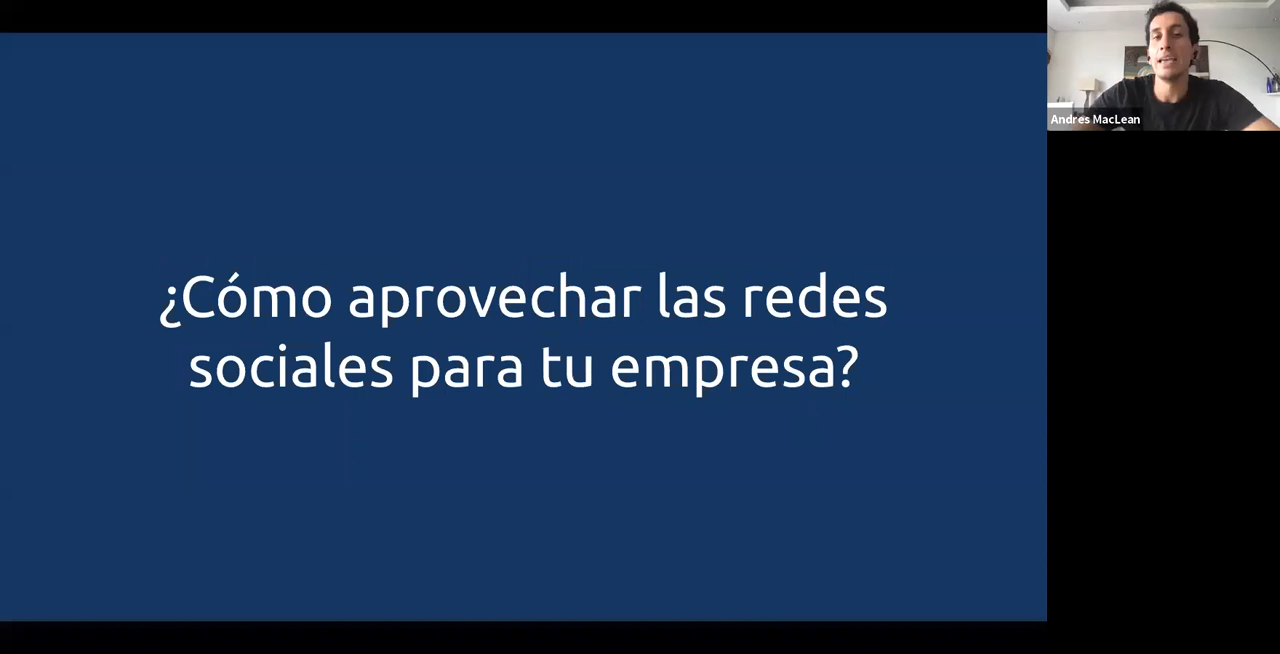 ¿Cómo aprovechar las redes
sociales para tu empresa?
Andres MacLean